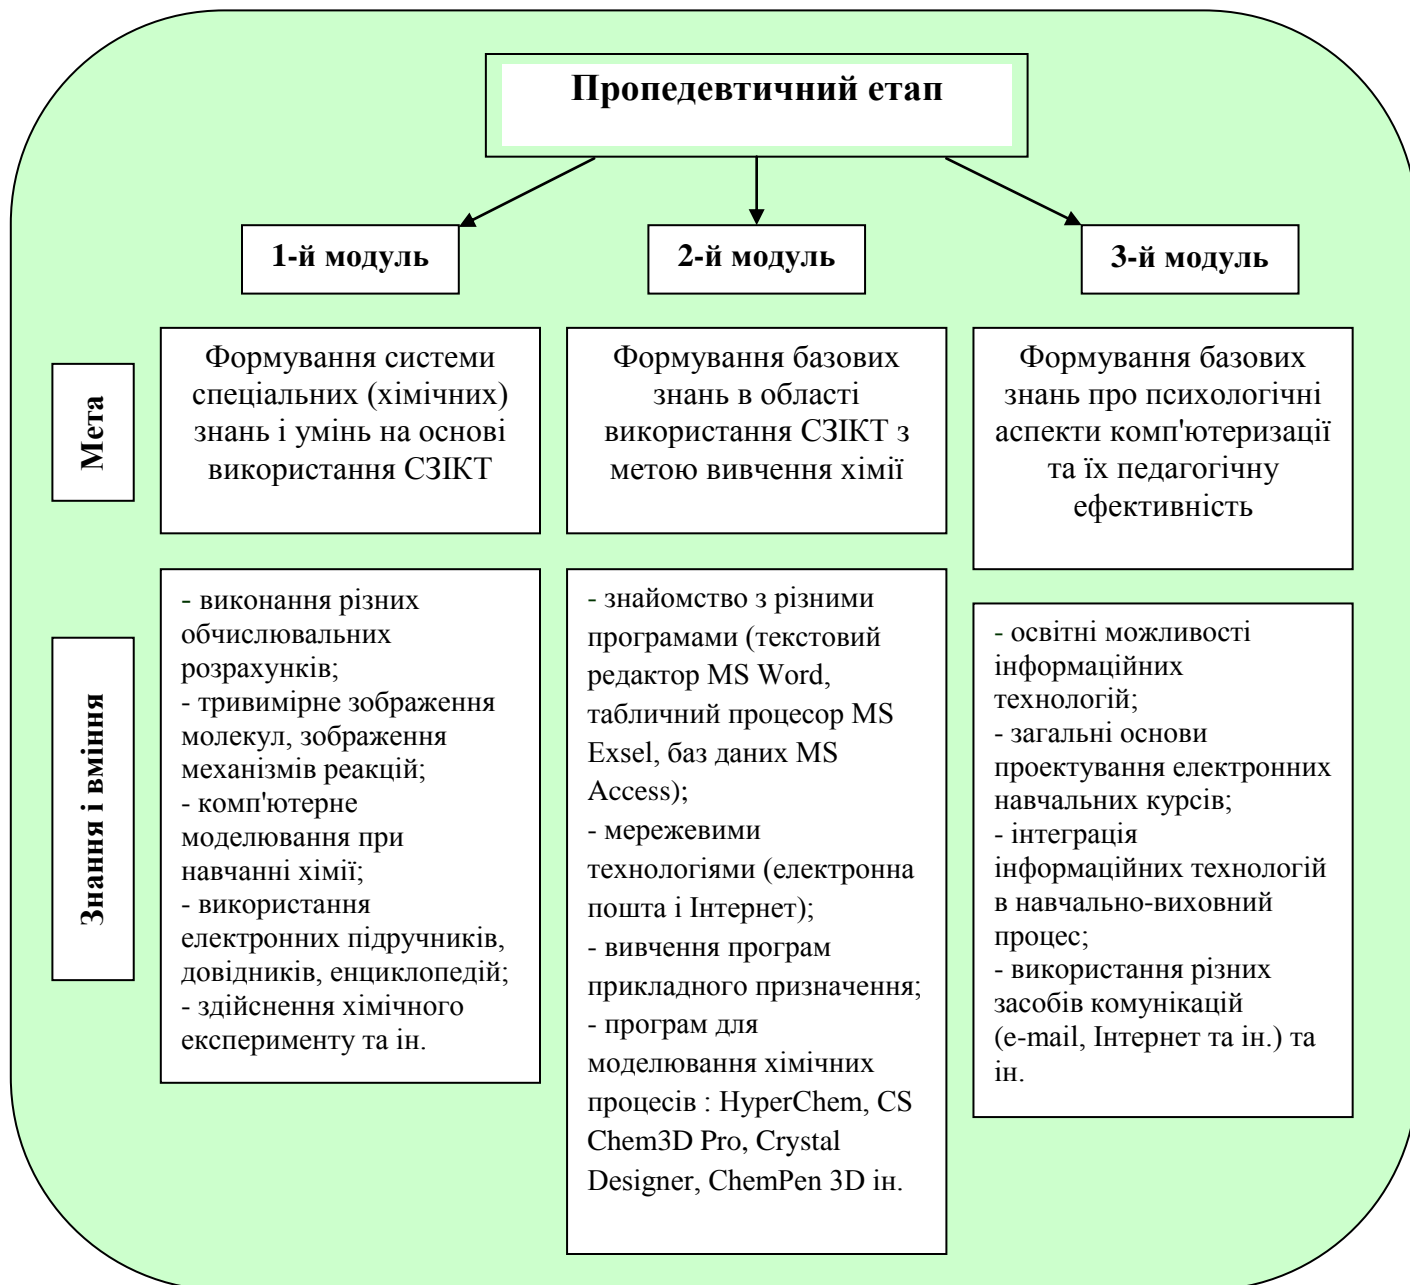 Пропедевтичний етап
1-й модуль
2-й модуль
3-й модуль
Мета
Формування системи
спеціальних (хімічних)
знань і умінь на основі
використання СЗІКТ
Формування базових
знань в області
використання СЗІКТ з
метою вивчення хімії
Формування базових
знань про психологічні
аспекти комп'ютеризації
та їх педагогічну
ефективність
Знання і вміння
- виконання різних
обчислювальних
розрахунків;
- тривимірне зображення
молекул, зображення
механізмів реакцій;
- комп'ютерне
моделювання при
навчанні хімії;
- використання
електронних підручників,
довідників, енциклопедій;
- здійснення хімічного
експерименту та ін.
- знайомство з різними
програмами (текстовий
редактор MS Word,
табличний процесор MS
Exsel, баз даних MS
Access);
- мережевими
технологіями (електронна
пошта і Інтернет);
- вивчення програм
прикладного призначення;
- програм для
моделювання хімічних
процесів : HyperChem, CS
Chem3D Pro, Crystal
Designer, ChemPen 3D ін.
- освітні можливості
інформаційних
технологій;
- загальні основи
проектування електронних
навчальних курсів;
- інтеграція
інформаційних технологій
в навчально-виховний
процес;
- використання різних
засобів комунікацій
(e-mail, Інтернет та ін.) та
ін.